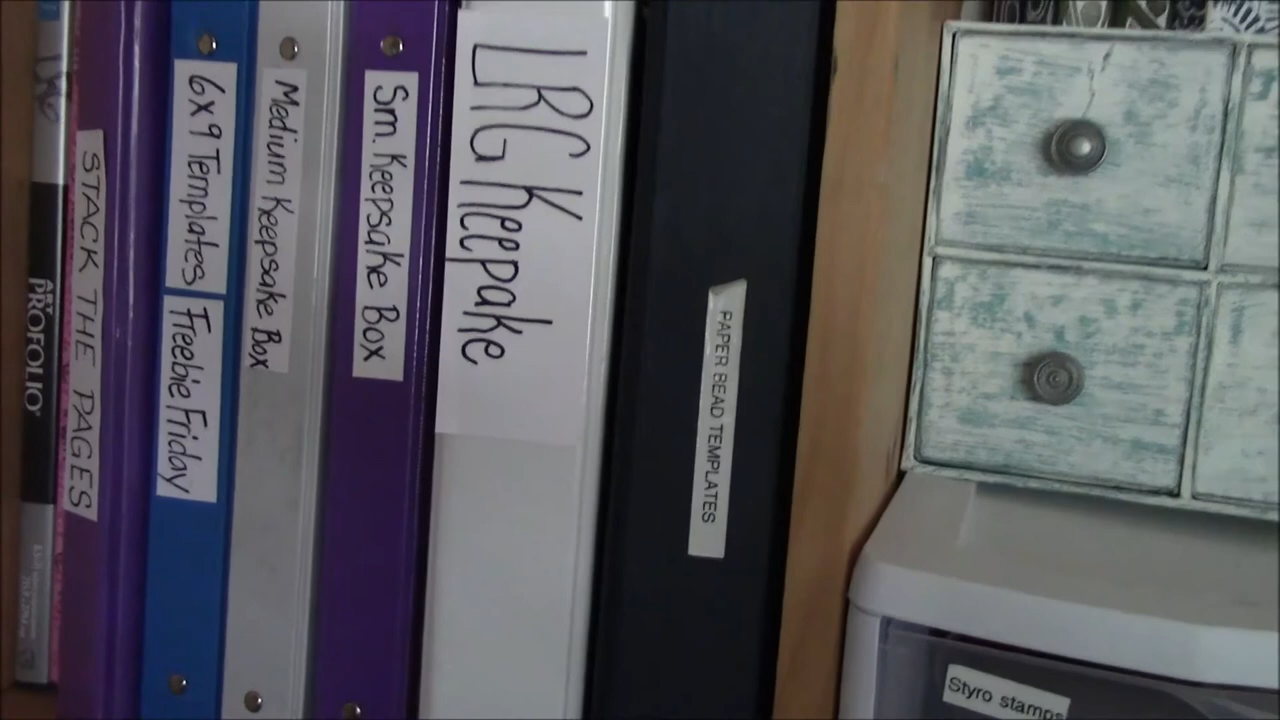 ART
PROFOLIO
STACK THE PAGES
6x9 Templates
Freebie Friday
Medium Keepsake Box
Sm. Keepsake Box
LRG Keepake
PAPER BEAD TEMPLATES
Styro stamps